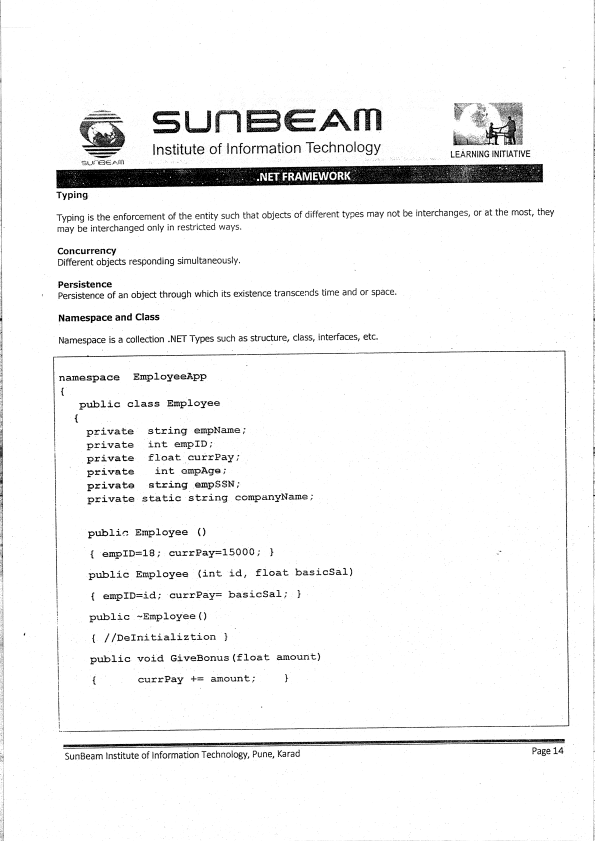 SUNBEAM
Institute of Information Technology
SUNBEAM
LEARNING INITIATIVE
.NET FRAMEWORK
Typing
Typing is the enforcement of the entity such that objects of different types may not be interchanges, or at the most, they
may be interchanged only in restricted ways.
Concurrency
Different objects responding simultaneously.
Persistence
Persistence of an object through which its existence transcends time and or space.
Namespace and Class
Namespace is a collection .NET Types such as structure, class, interfaces, etc.
namespace EmployeeApp
{
public class Employee
{
private string empName;
private int empID;
private float currPay;
private int empAge;
private string empSSN;
private static string companyName;
public Employee ()
{ empID=18; currPay=15000; }
public Employee (int id, float basicSal)
{ empID=id; currPay= basicSal; }
public ~Employee()
{ //DeInitializtion }
public void GiveBonus(float amount)
{ currPay += amount; }
SunBeam Institute of Information Technology, Pune, Karad
Page 14